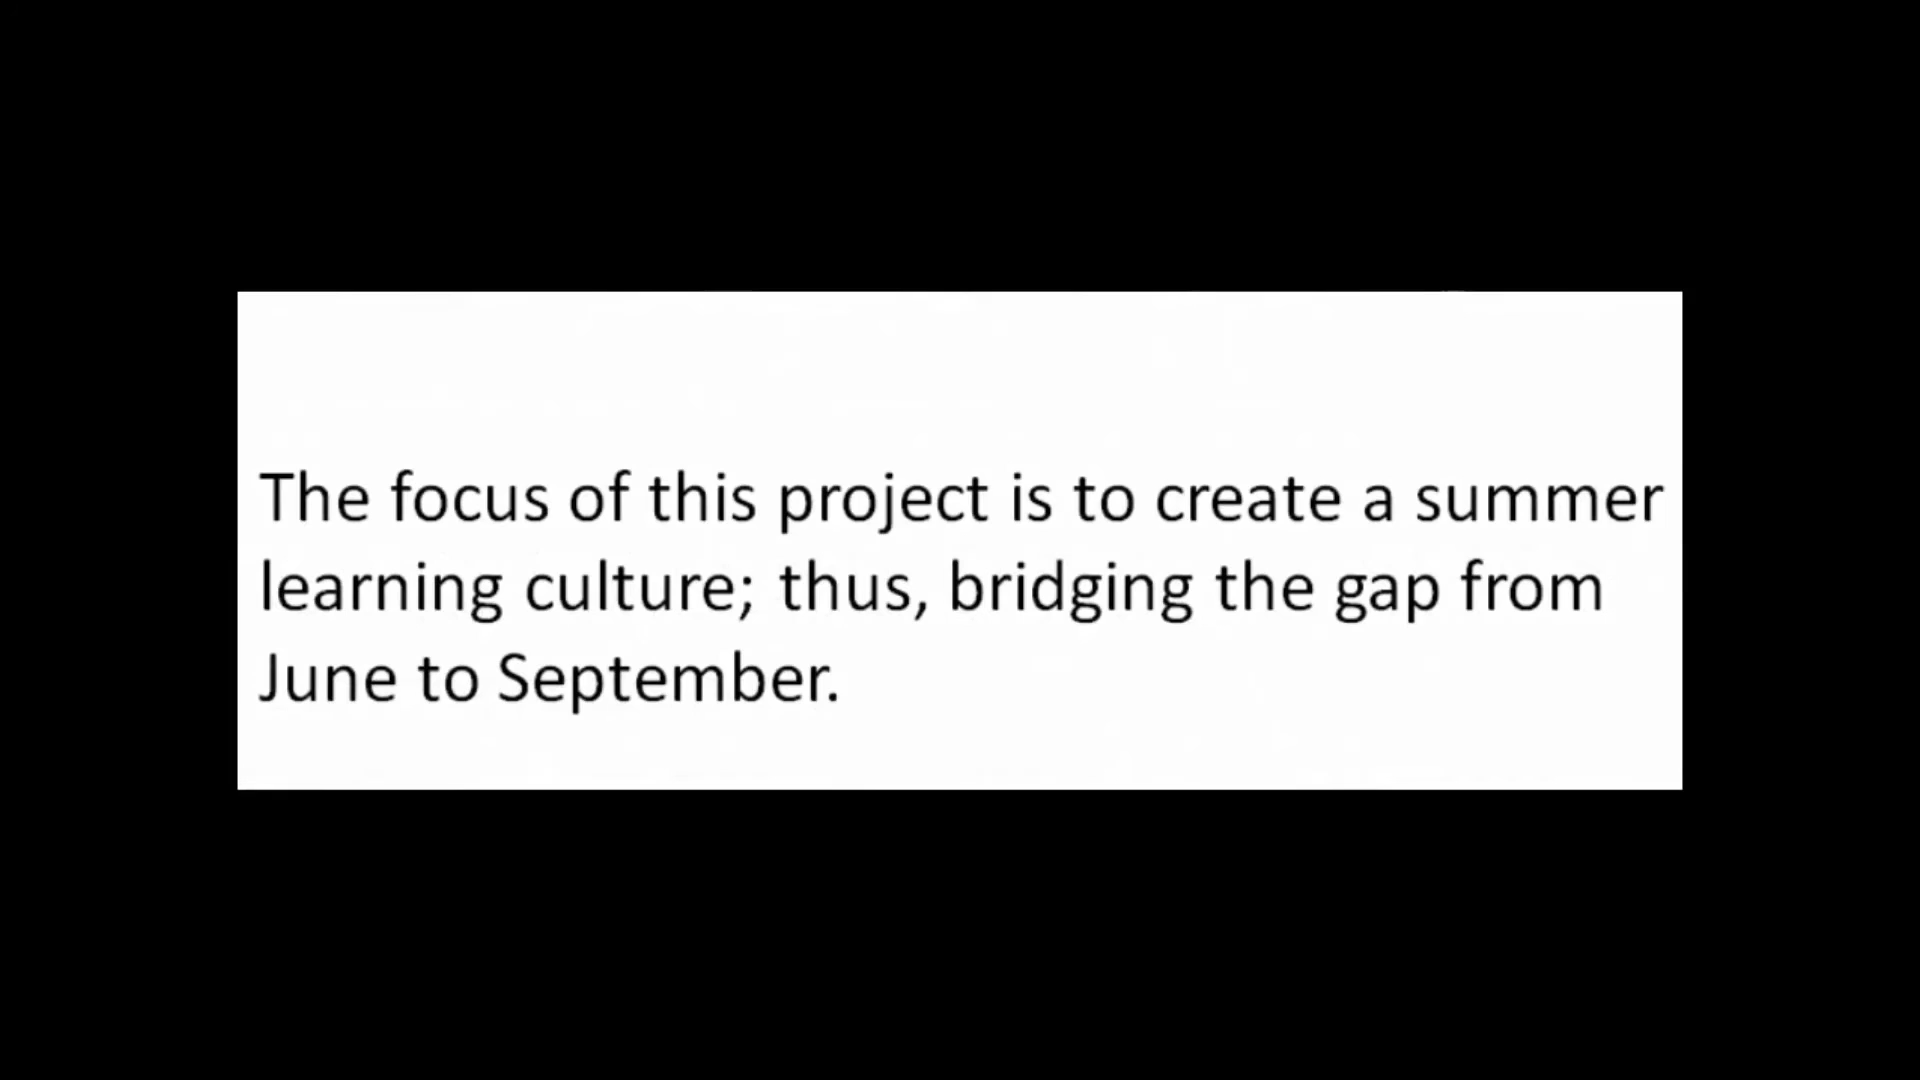 The focus of this project is to create a summer
learning culture; thus, bridging the gap from
June to September.